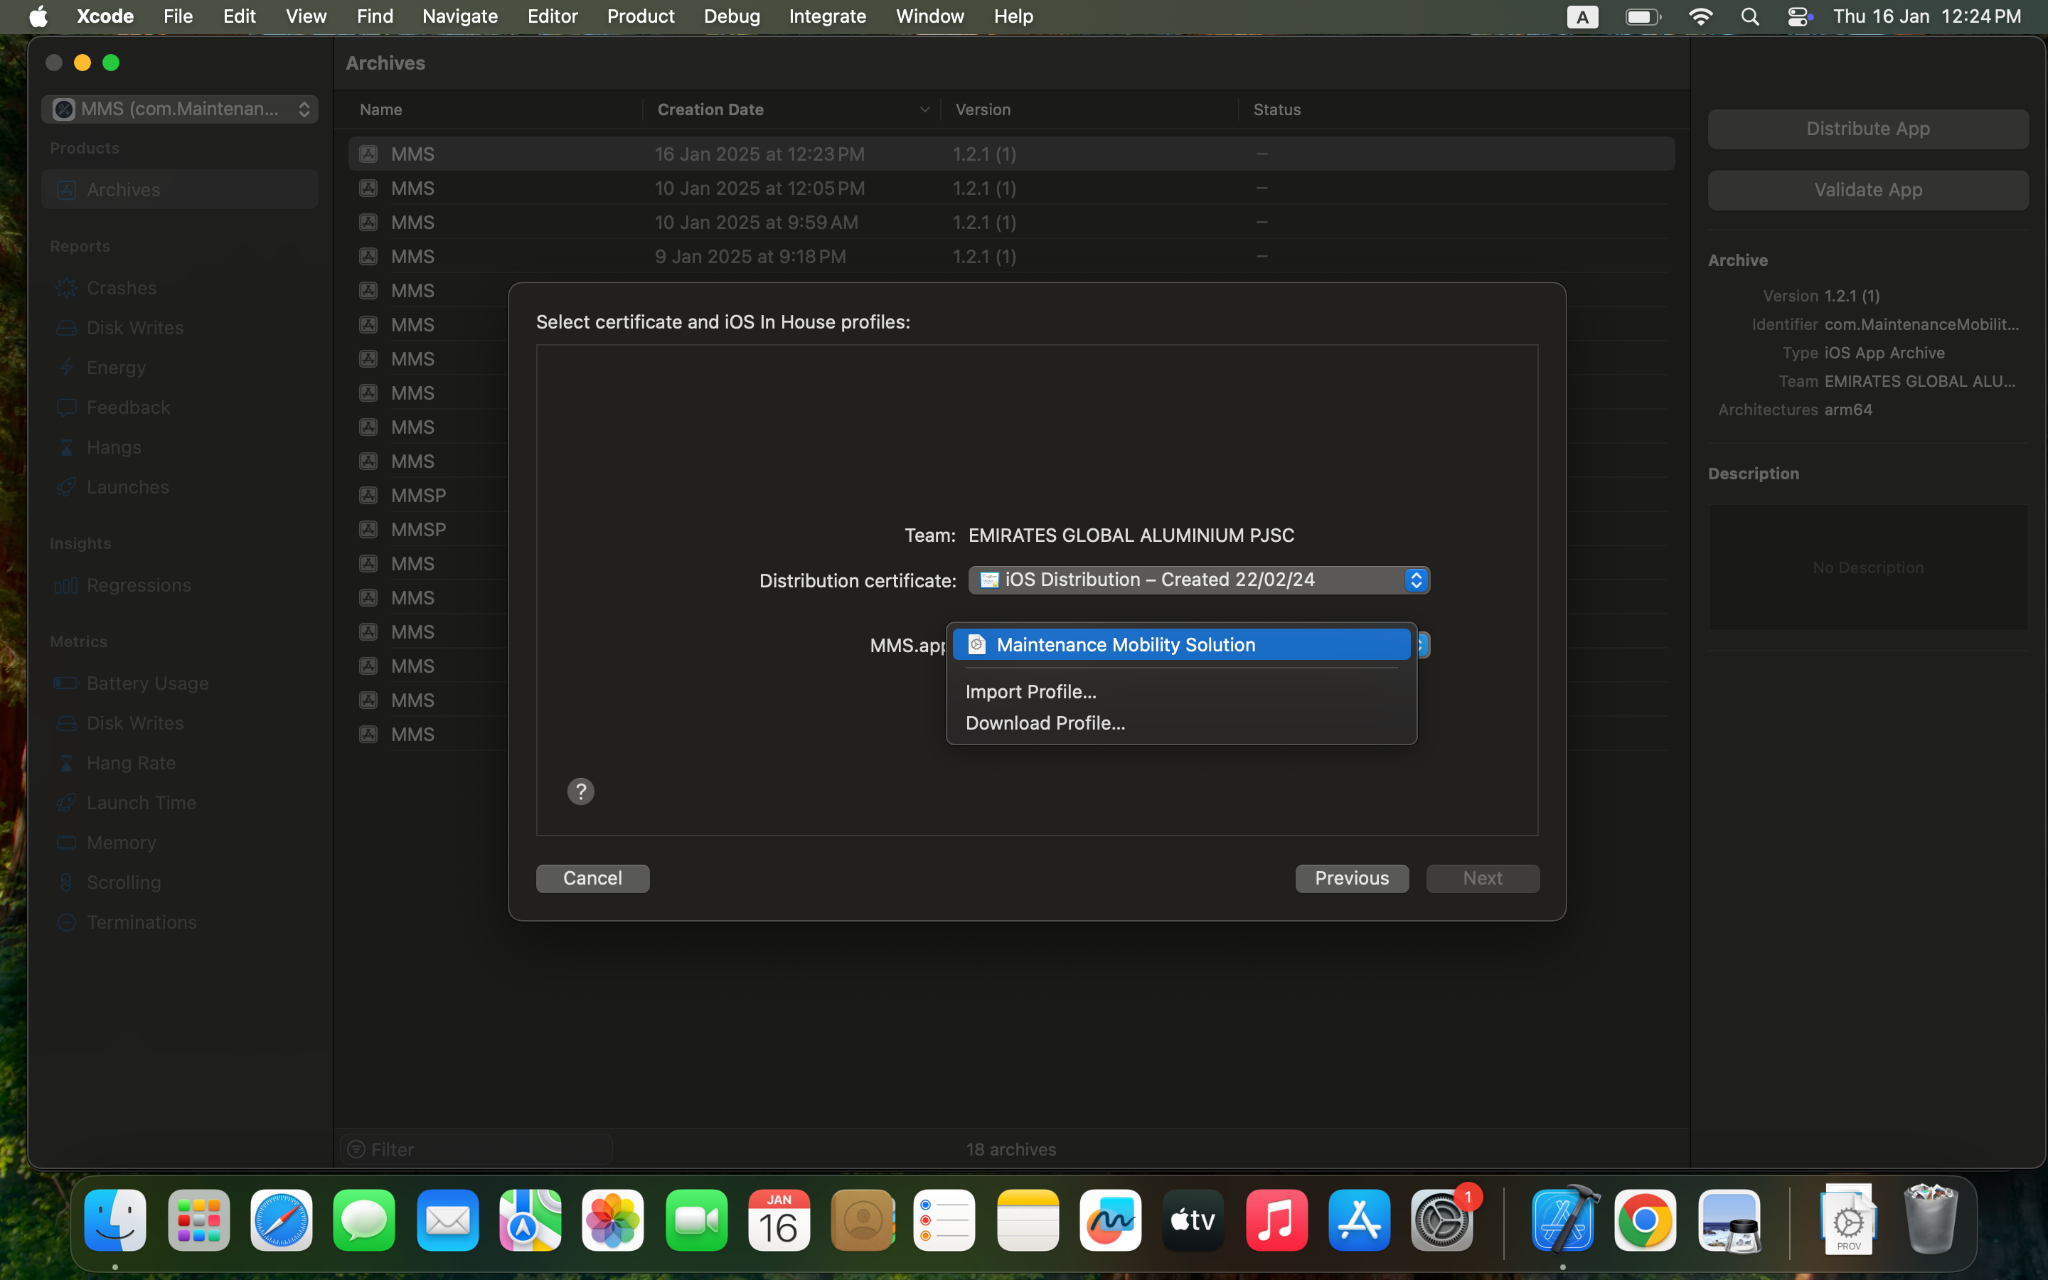 Xcode File Edit View Find Navigate Editor Product Debug Integrate Window Help
A Thu 16 Jan 12:24 PM
Archives
MMS (com.Maintenan...
Products
Archives
Reports
Crashes
Disk Writes
Energy
Feedback
Hangs
Launches
Insights
Regressions
Metrics
Battery Usage
Disk Writes
Hang Rate
Launch Time
Memory
Scrolling
Terminations
Name Creation Date Version Status
MMS 16 Jan 2025 at 12:23 PM 1.2.1 (1) –
MMS 10 Jan 2025 at 12:05 PM 1.2.1 (1) –
MMS 10 Jan 2025 at 9:59 AM 1.2.1 (1) –
MMS 9 Jan 2025 at 9:18 PM 1.2.1 (1) –
MMS
MMS
MMS
MMS
MMS
MMS
MMSP
MMSP
MMS
MMS
MMS
MMS
MMS
MMS
Select certificate and iOS In House profiles:
Team: EMIRATES GLOBAL ALUMINIUM PJSC
Distribution certificate: iOS Distribution – Created 22/02/24
MMS.app
Maintenance Mobility Solution
Import Profile...
Download Profile...
?
Cancel
Previous
Next
Filter
18 archives
Distribute App
Validate App
Archive
Version 1.2.1 (1)
Identifier com.MaintenanceMobilit...
Type iOS App Archive
Team EMIRATES GLOBAL ALU...
Architectures arm64
Description
No Description
JAN
16
tv
1
PROV